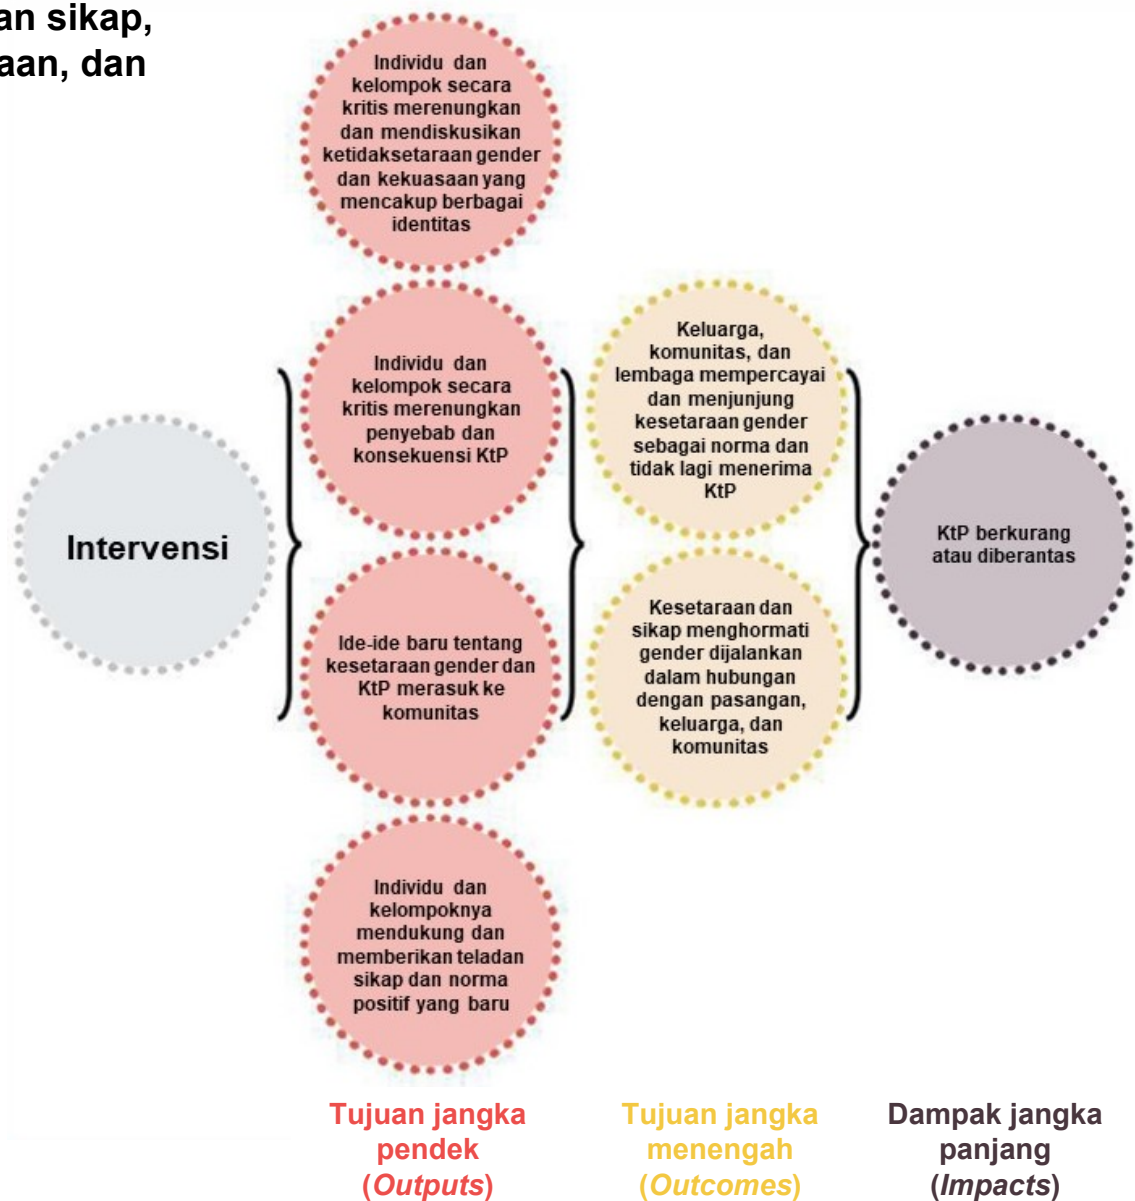 an sikap,
aan, dan
Individu dan
kelompok secara
kritis merenungkan
dan mendiskusikan
ketidaksetaraan gender
dan kekuasaan yang
mencakup berbagai
identitas
Individu dan
kelompok secara
kritis merenungkan
penyebab dan
konsekuensi KtP
Keluarga,
komunitas, dan
lembaga mempercayai
dan menjunjung
kesetaraan gender
sebagai norma dan
tidak lagi menerima
KtP
Intervensi
KtP berkurang
atau diberantas
Ide-ide baru tentang
kesetaraan gender dan
KtP merasuk ke
komunitas
Kesetaraan dan
sikap menghormati
gender dijalankan
dalam hubungan
dengan pasangan,
keluarga, dan
komunitas
Individu dan
kelompoknya
mendukung dan
memberikan teladan
sikap dan norma
positif yang baru
Tujuan jangka
pendek
(Outputs)
Tujuan jangka
menengah
(Outcomes)
Dampak jangka
panjang
(Impacts)